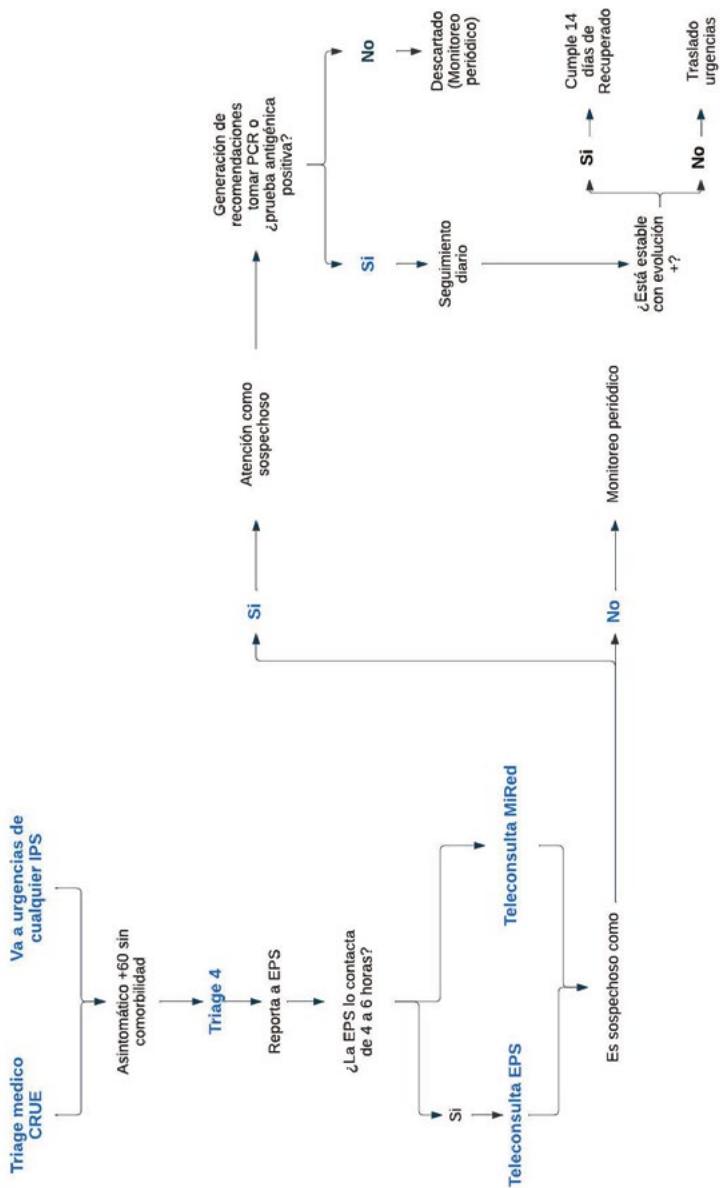 Triage medico
CRUE
Va a urgencias de
cualquier IPS
Asintomático +60 sin
comorbilidad
Triage 4
Reporta a EPS
¿La EPS lo contacta
de 4 a 6 horas?
Si
Teleconsulta EPS
Teleconsulta MiRed
Es sospechoso como
Si
No
Atención como
sospechoso
Monitoreo periódico
Generación de
recomendaciones
tomar PCR o
¿prueba antigénica
positiva?
Si
No
Seguimiento
diario
Descartado
(Monitoreo
periódico)
¿Está estable
con evolución
+?
Si
No
Cumple 14
días de
Recuperado
Traslado
urgencias